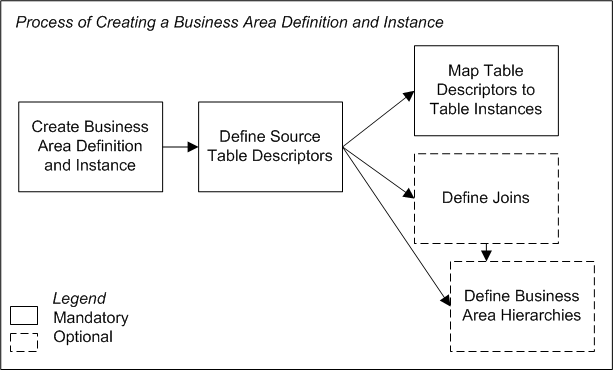 Process of Creating a Business Area Definition and Instance
Create Business
Area Definition
and Instance
Define Source
Table Descriptors
Map Table
Descriptors to
Table Instances
Define Joins
Define Business
Area Hierarchies
Legend
Mandatory
Optional